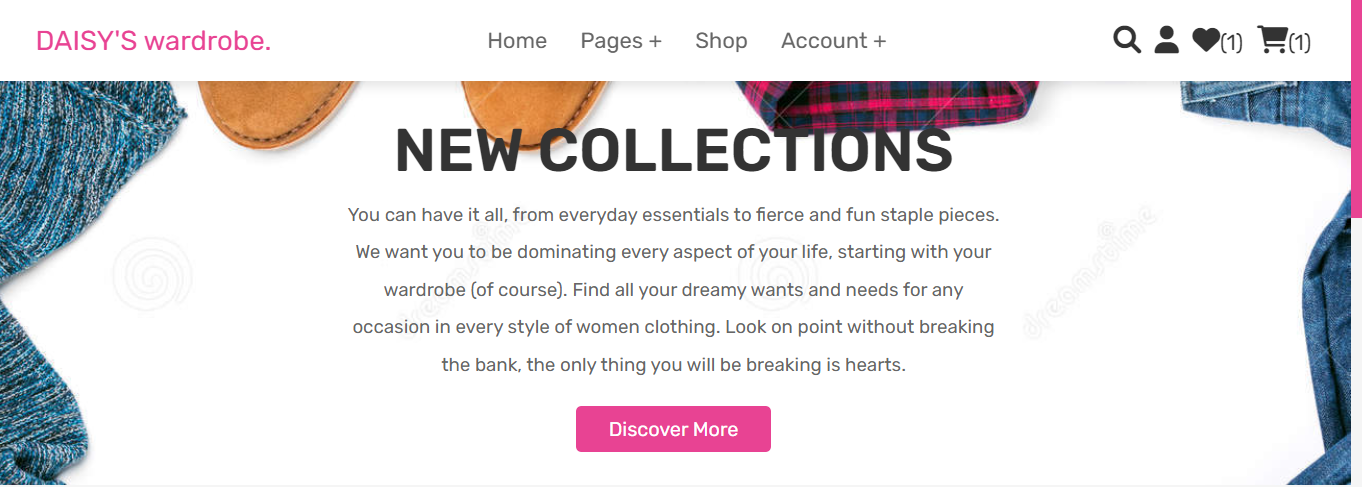 DAISY'S wardrobe.
Home Pages + Shop Account +
(1) (1)
NEW COLLECTIONS
You can have it all, from everyday essentials to fierce and fun staple pieces.
We want you to be dominating every aspect of your life, starting with your
wardrobe (of course). Find all your dreamy wants and needs for any
occasion in every style of women clothing. Look on point without breaking
the bank, the only thing you will be breaking is hearts.
Discover More
dreamstime
dreamstime